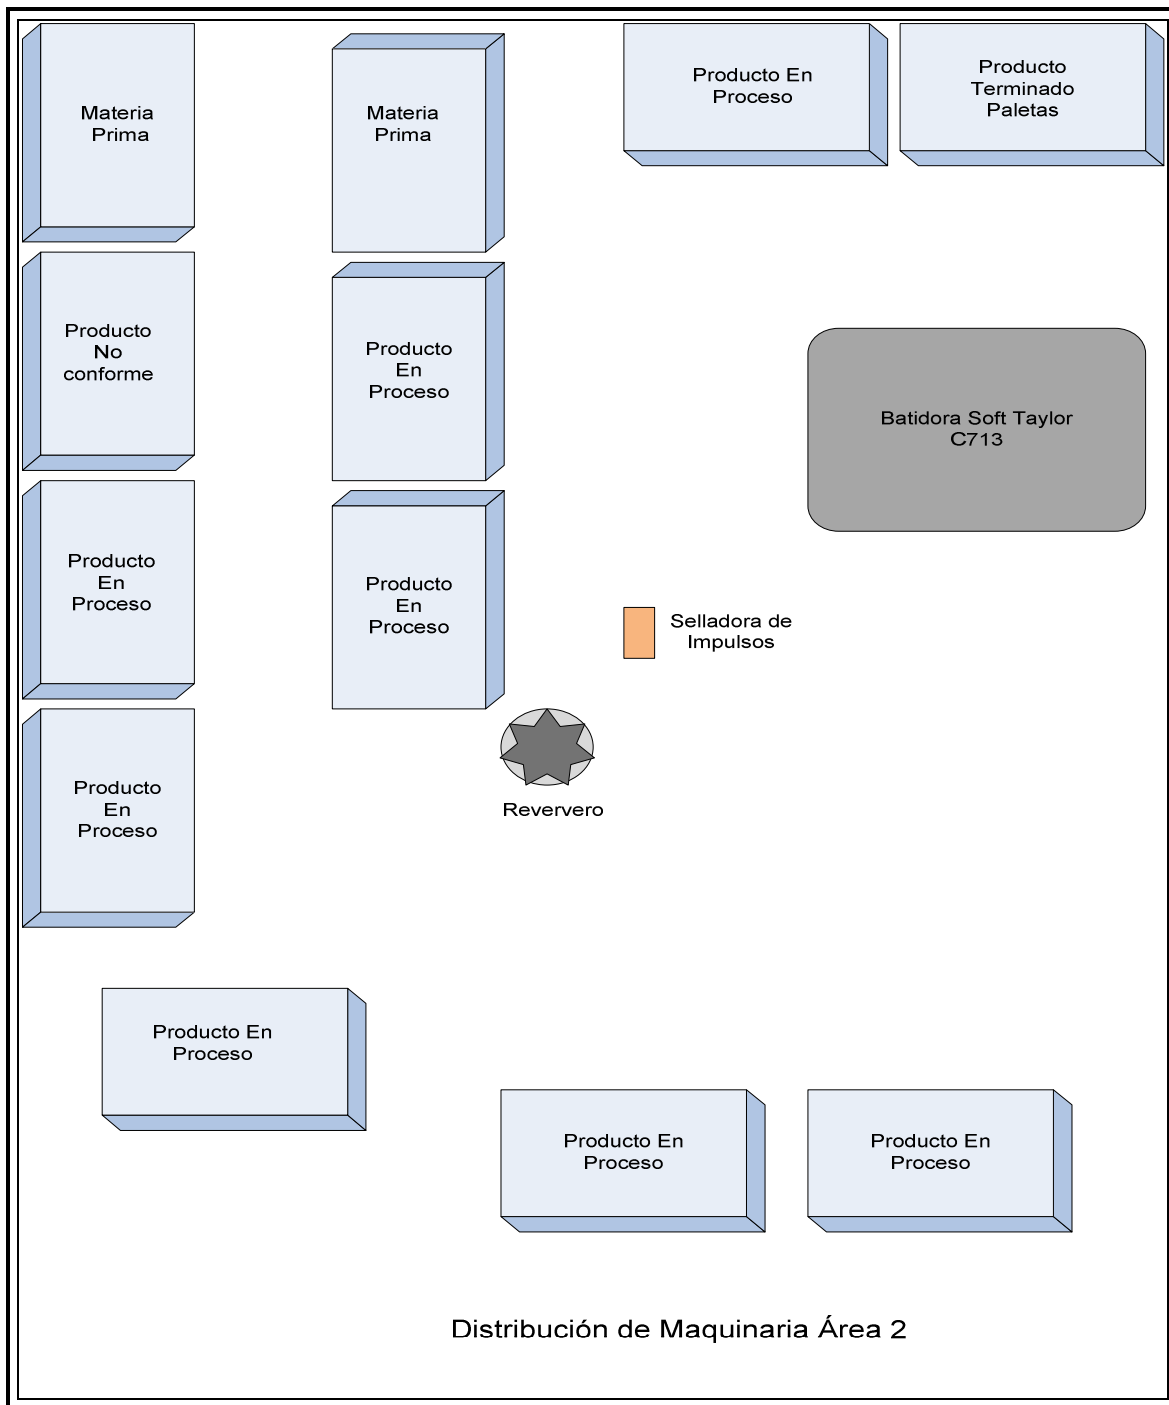 Materia
Prima
Materia
Prima
Producto En
Proceso
Producto
Terminado
Paletas
Producto
No
conforme
Producto
En
Proceso
Batidora Soft Taylor
C713
Producto
En
Proceso
Producto
En
Proceso
Selladora de
Impulsos
Producto
En
Proceso
Reververo
Producto En
Proceso
Producto En
Proceso
Producto En
Proceso
Distribución de Maquinaria Área 2